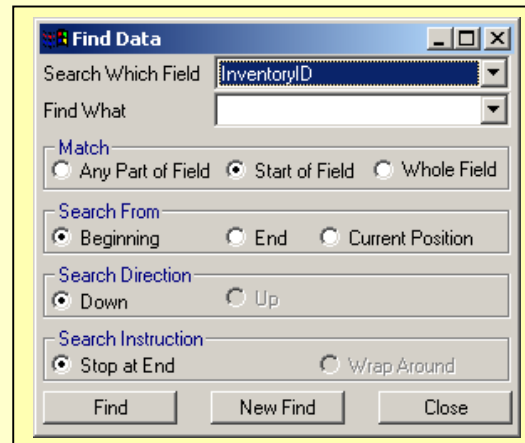 Find Data
Search Which Field InventoryID
Find What
Match
Any Part of Field Start of Field Whole Field
Search From
Beginning End Current Position
Search Direction
Down Up
Search Instruction
Stop at End Wrap Around
Find New Find Close